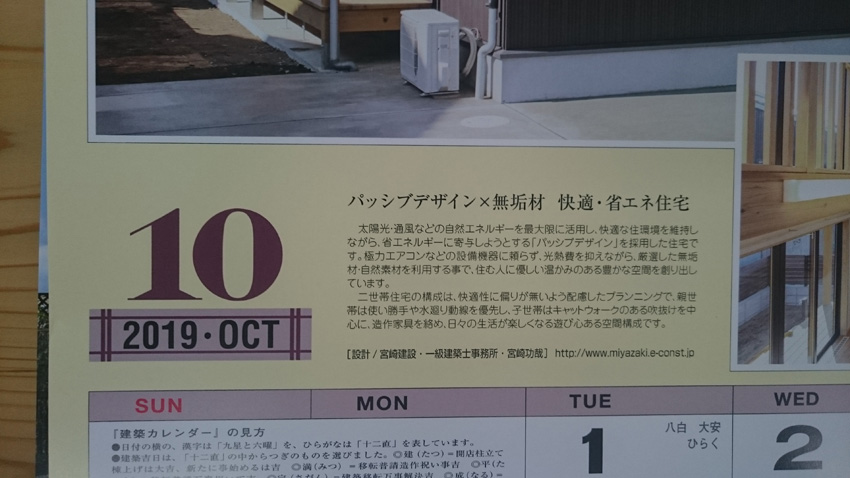 パッシブデザイン×無垢材 快適・省エネ住宅
太陽光・通風などの自然エネルギーを最大限に活用し、快適な住環境を維持し
ながら、省エネルギーに寄与しようとする「パッシブデザイン」を採用した住宅で
す。極力エアコンなどの設備機器に頼らず、光熱費を抑えながら、厳選した無垢
材・自然素材を利用する事で、住む人に優しい温かみのある豊かな空間を創り出し
ています。
二世帯住宅の構成は、快適性に偏りが無いよう配慮したプランニングで、親世
帯は使い勝手や水廻り動線を優先し、子世帯はキャットウォークのある吹抜けを中
心に、造作家具を絡め、日々の生活が楽しくなる遊び心ある空間構成です。
[設計/宮崎建設・一級建築士事務所・宮崎功哉] http://www.miyazaki.e-const.jp
10
2019・OCT
SUN MON TUE WED
『建築カレンダー』の見方
●日付の横の、漢字は「九星と六曜」を、ひらがなは「十二直」を表しています。
●建築吉日は、「十二直」の中からつぎのものを選びました。◎建(たつ)=開店柱立て
棟上げは大吉、新たに事始めるは吉 ◎満(みつ)=移転普請造作祝い事吉 ◎平(た
1 八白 大安
ひらく
2